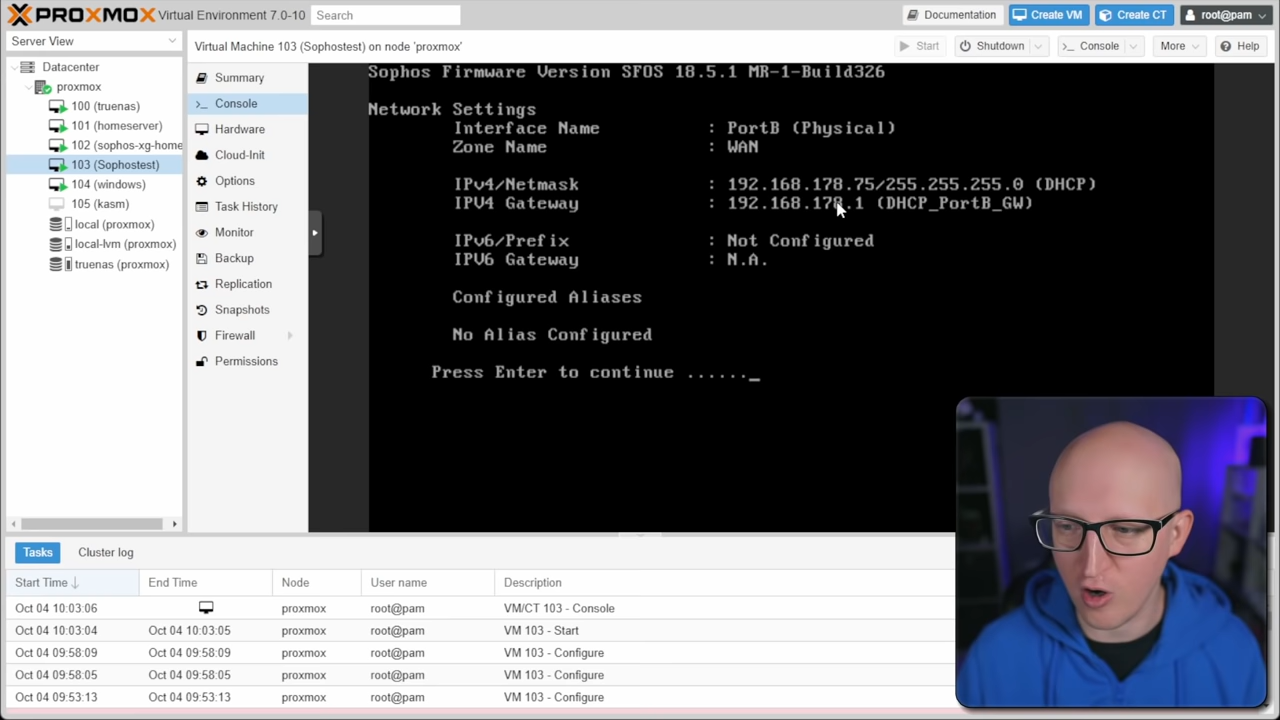 PROXMOX Virtual Environment 7.0-10 Search Documentation Create VM Create CT root@pam
Server View
Datacenter
proxmox
100 (truenas)
101 (homeserver)
102 (sophos-xg-home
103 (Sophostest)
104 (windows)
105 (kasm)
local (proxmox)
local-lvm (proxmox)
truenas (proxmox)
Virtual Machine 103 (Sophostest) on node 'proxmox' Start Shutdown >_ Console More Help
Summary
>_ Console
Hardware
Cloud-Init
Options
Task History
Monitor
Backup
Replication
Snapshots
Firewall
Permissions
Sophos Firmware Version SFOS 18.5.1 MR-1-Build326
Network Settings
Interface Name : PortB (Physical)
Zone Name : WAN
IPv4/Netmask : 192.168.178.75/255.255.255.0 (DHCP)
IPV4 Gateway : 192.168.178.1 (DHCP_PortB_GW)
IPv6/Prefix : Not Configured
IPV6 Gateway : N.A.
Configured Aliases
No Alias Configured
Press Enter to continue ......_
Tasks Cluster log
Start Time End Time Node User name Description
Oct 04 10:03:06 proxmox root@pam VM/CT 103 - Console
Oct 04 10:03:04 Oct 04 10:03:05 proxmox root@pam VM 103 - Start
Oct 04 09:58:09 Oct 04 09:58:09 proxmox root@pam VM 103 - Configure
Oct 04 09:58:05 Oct 04 09:58:05 proxmox root@pam VM 103 - Configure
Oct 04 09:53:13 Oct 04 09:53:13 proxmox root@pam VM 103 - Configure